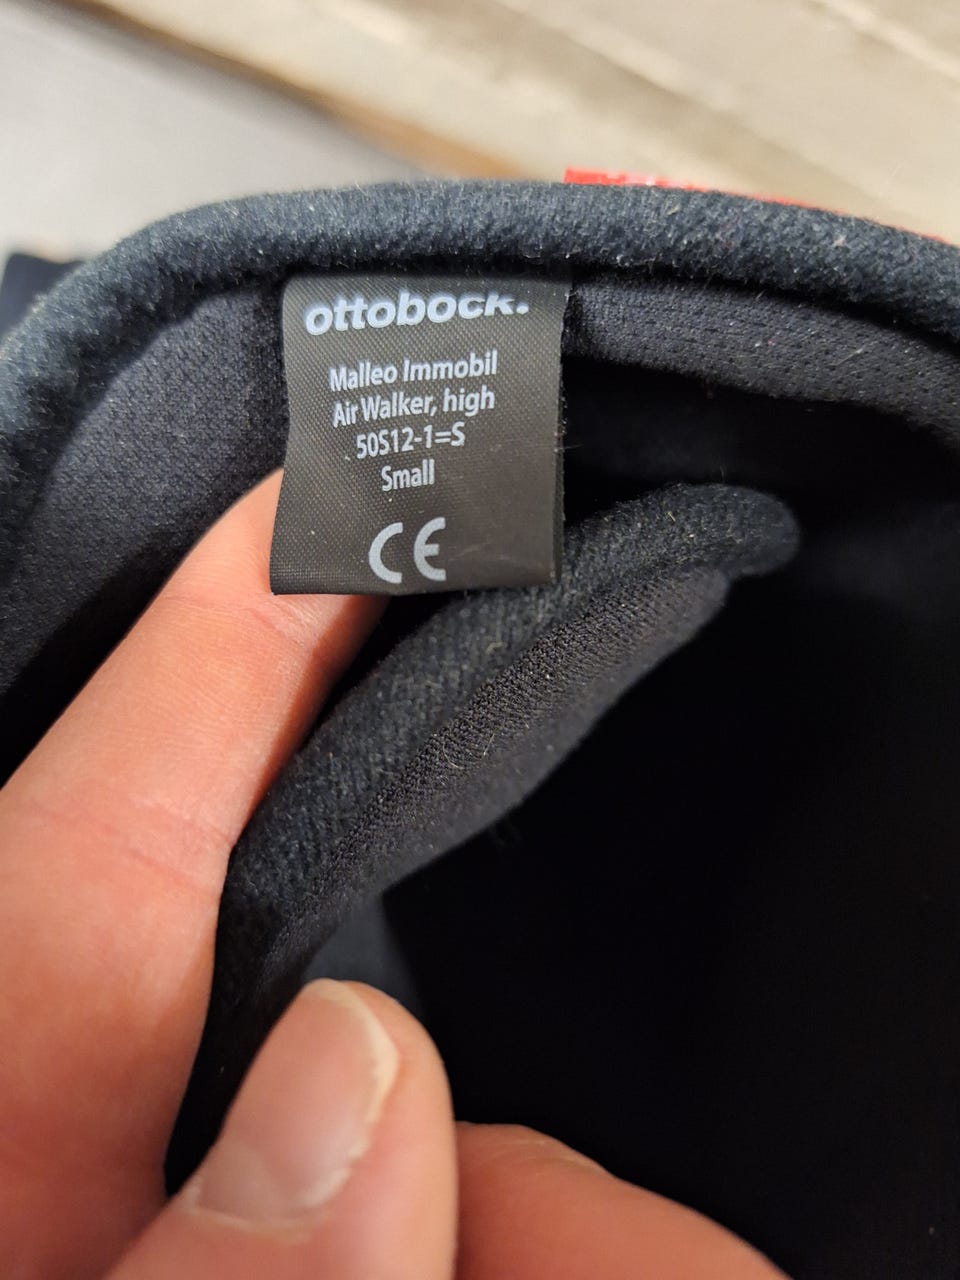 ottobock.
Malleo Immobil
Air Walker, high
50S12-1=S
Small
CE